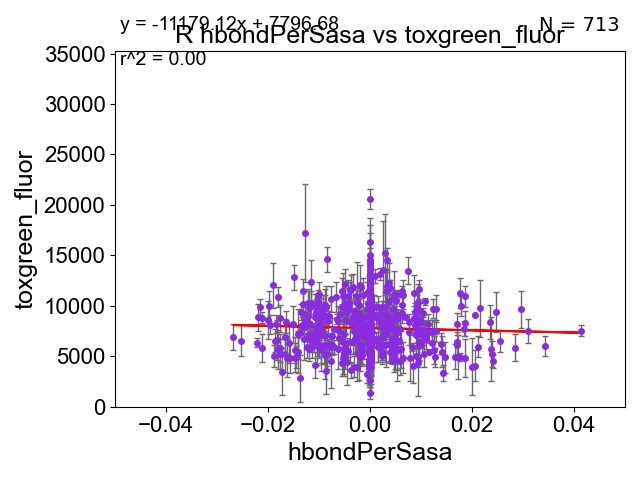 y = -11179.12x + 7796.68
N = 713
R hbondPerSasa vs toxgreen_fluor
r^2 = 0.00
35000
30000
25000
20000
15000
10000
5000
0
toxgreen_fluor
−0.04 −0.02 0.00 0.02 0.04
hbondPerSasa